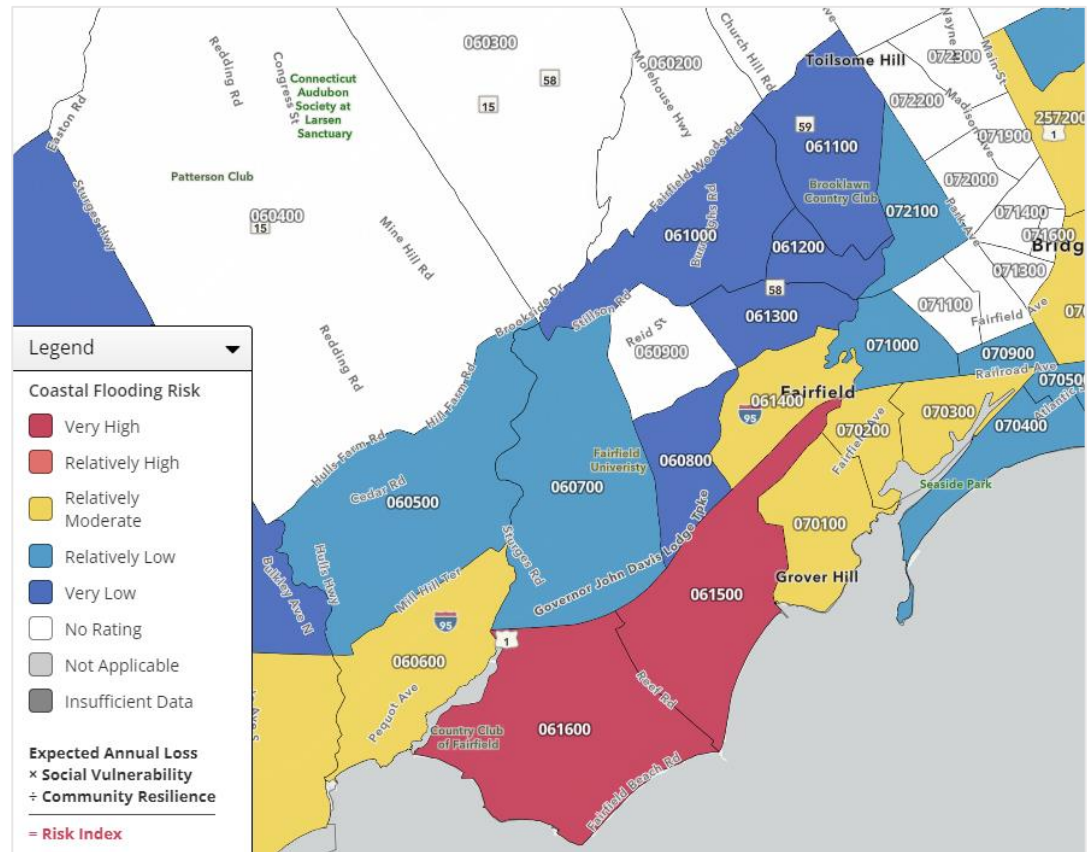 Ave
Wayne
Main St
Church Hill Rd
060300
Toilsome Hill
072300
Redding Rd
Congress St
060200
58
Molehouse Hwy
Connecticut
Audubon
Society at
Larsen
Sanctuary
15
072200
Madison Ave
Easton Rd
257200
1
59
061100
071900
Fairfield Woods Rd
Patterson Club
072000
Brooklawn
Country Club
Sturges Hwy
060400
15
Burroughs Rd
072100
Park Ave
071400
Mine Hill Rd
061000
061200
071600
Bridg
071300
58
Brookside Dr
Stillson Rd
071100
Fairfield Ave
061300
Reid St
060900
071000
070900
Redding Rd
Railroad Ave
070500
Hill Farm Rd
Fairfield
061400
95
070300
Atlantic
070400
070200
Fairfield Ave
Hulls Farm Rd
Fairfield
Univeristy
060800
Cedar Rd
060500
060700
Seaside Park
070100
Sturges Rd
Governor John Davis Lodge Tpke
Hulls Hwy
Bulkley Ave N
Mill Hill Ter
Grover Hill
061500
95
1
060600
Reef Rd
Pequot Ave
Country Club
of Fairfield
061600
Fairfield Beach Rd
Legend
Coastal Flooding Risk
Very High
Relatively High
Relatively
Moderate
Relatively Low
Very Low
No Rating
Not Applicable
Insufficient Data
Expected Annual Loss
× Social Vulnerability
÷ Community Resilience
= Risk Index